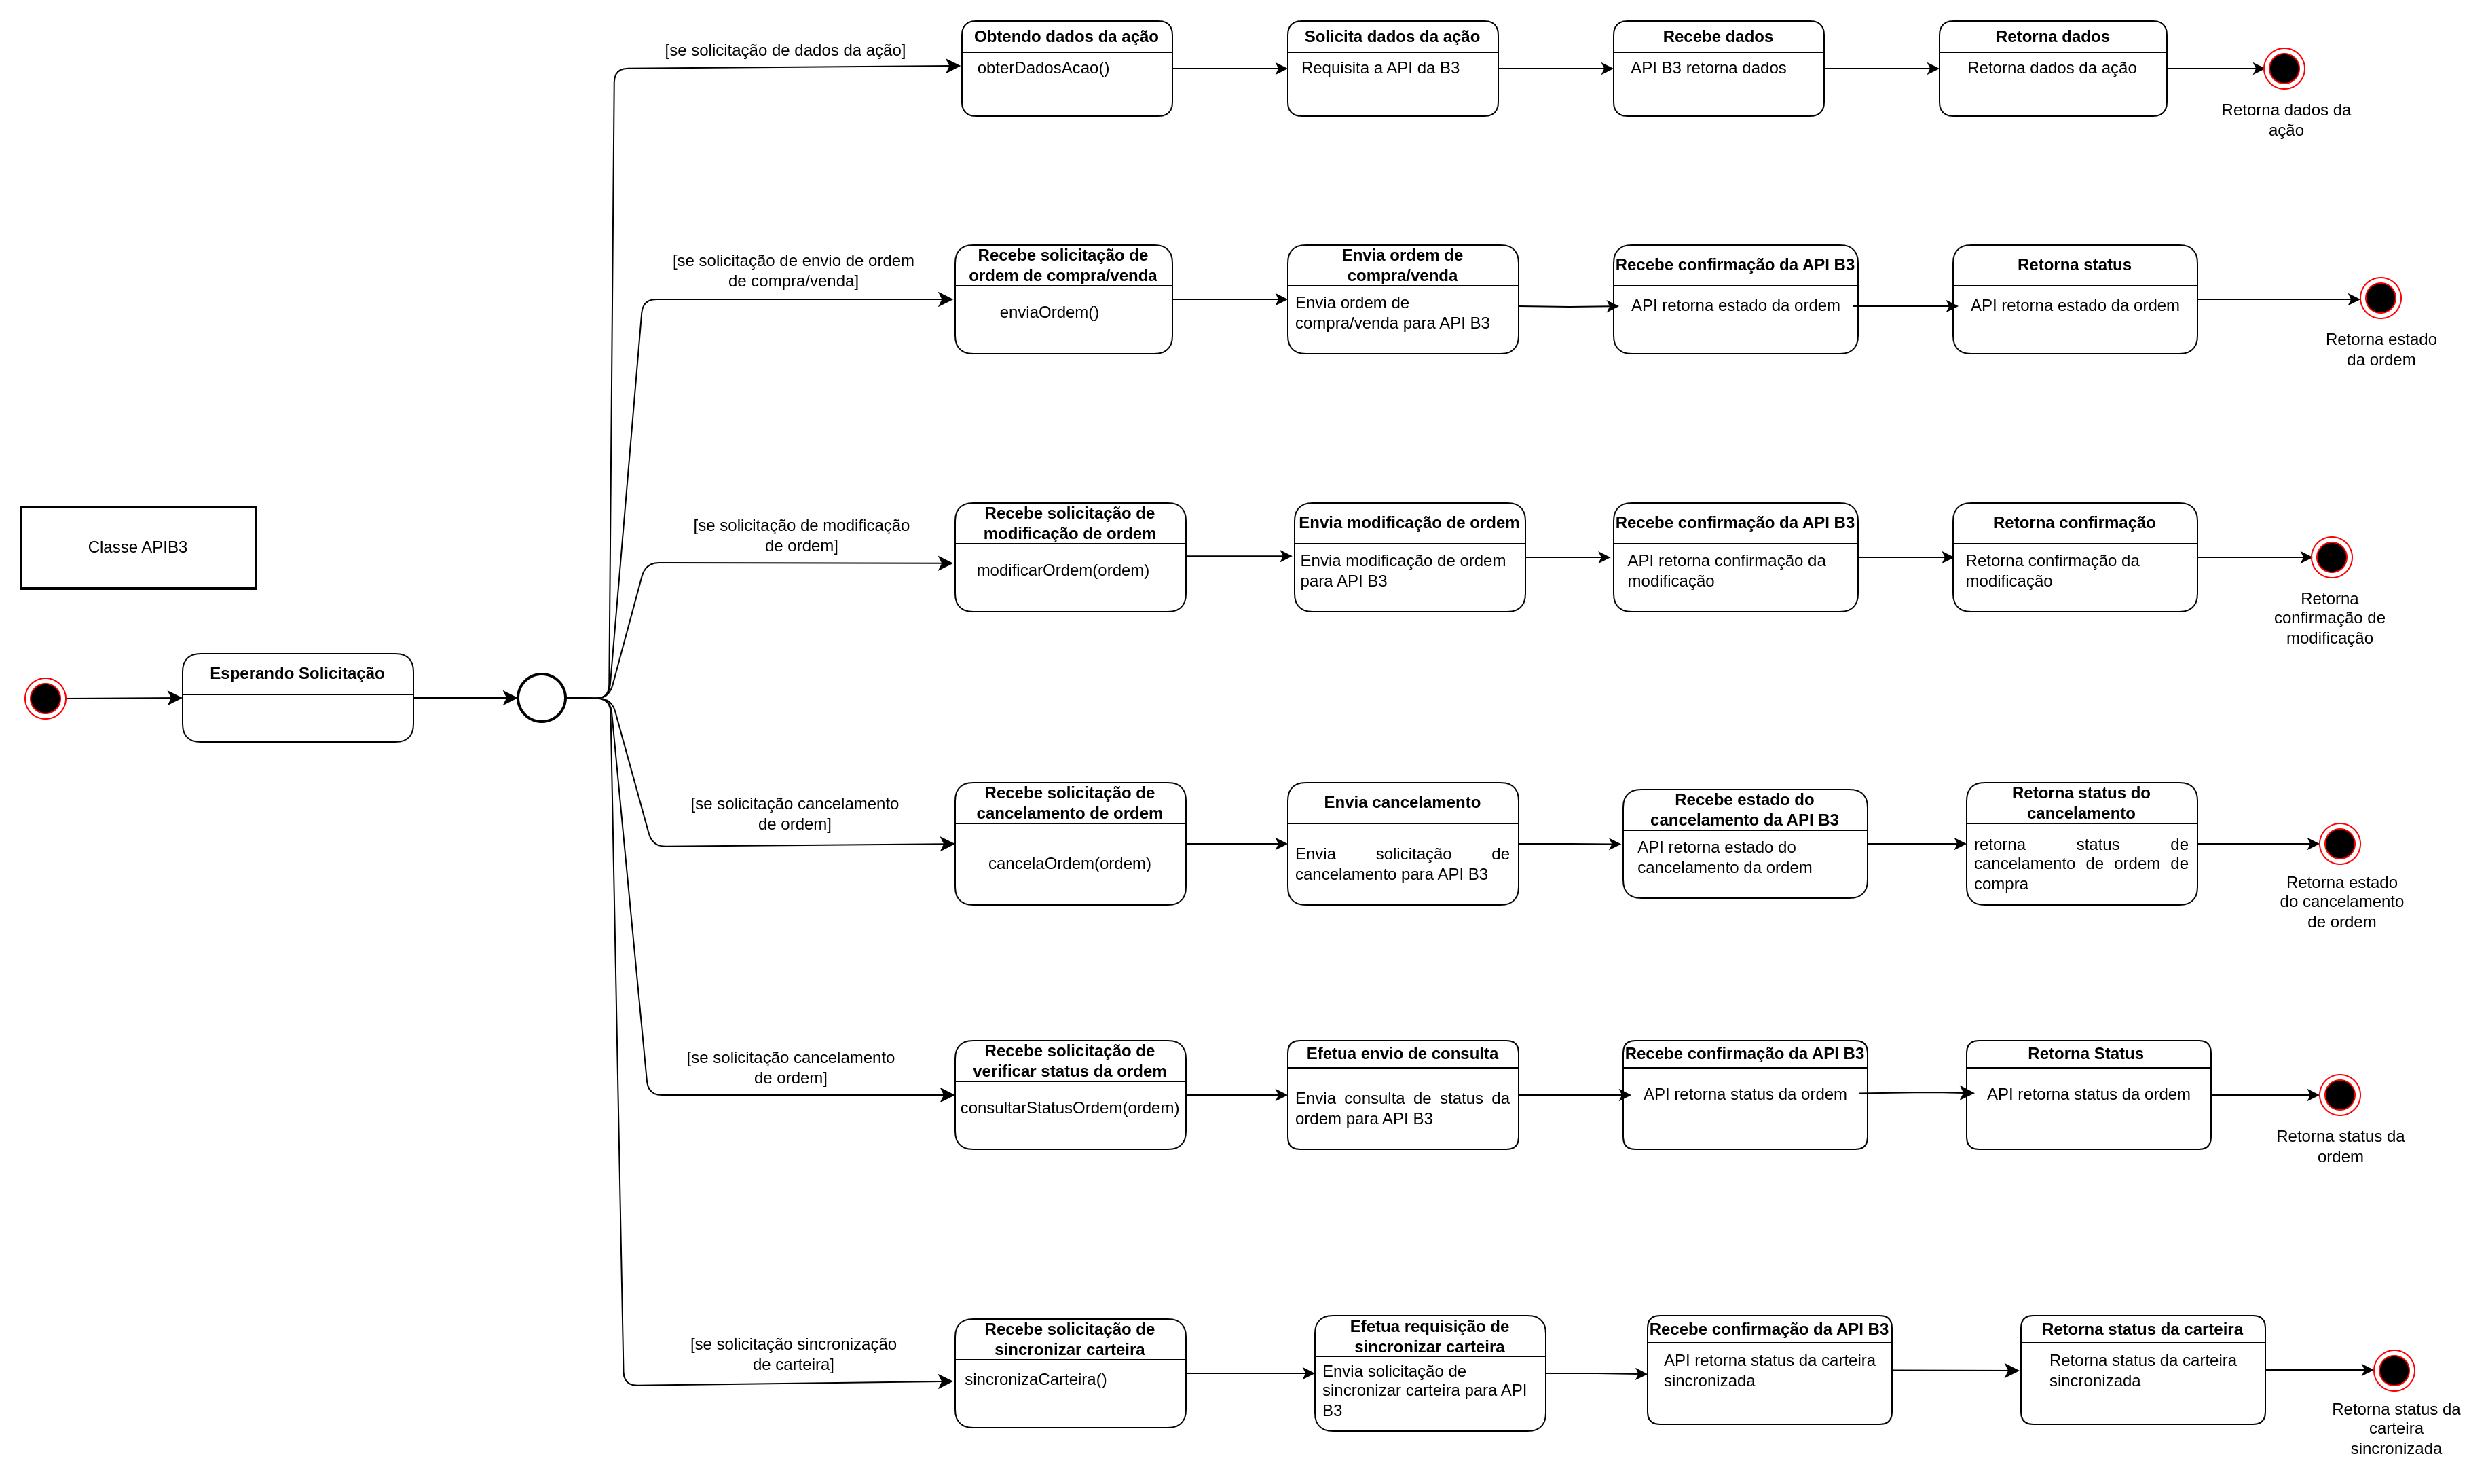 [se solicitação de dados da ação]
Obtendo dados da ação
obterDadosAcao()
Solicita dados da ação
Requisita a API da B3
Recebe dados
API B3 retorna dados
Retorna dados
Retorna dados da ação
Retorna dados da
ação
[se solicitação de envio de ordem
de compra/venda]
Recebe solicitação de
ordem de compra/venda
enviaOrdem()
Envia ordem de
compra/venda
Envia ordem de
compra/venda para API B3
Recebe confirmação da API B3
API retorna estado da ordem
Retorna status
API retorna estado da ordem
Retorna estado
da ordem
Classe APIB3
[se solicitação de modificação
de ordem]
Recebe solicitação de
modificação de ordem
modificarOrdem(ordem)
Envia modificação de ordem
Envia modificação de ordem
para API B3
Recebe confirmação da API B3
API retorna confirmação da
modificação
Retorna confirmação
Retorna confirmação da
modificação
Retorna
confirmação de
modificação
Esperando Solicitação
[se solicitação cancelamento
de ordem]
Recebe solicitação de
cancelamento de ordem
cancelaOrdem(ordem)
Envia cancelamento
Envia solicitação de
cancelamento para API B3
Recebe estado do
cancelamento da API B3
API retorna estado do
cancelamento da ordem
Retorna status do
cancelamento
retorna status de
cancelamento de ordem de
compra
Retorna estado
do cancelamento
de ordem
[se solicitação cancelamento
de ordem]
Recebe solicitação de
verificar status da ordem
consultarStatusOrdem(ordem)
Efetua envio de consulta
Envia consulta de status da
ordem para API B3
Recebe confirmação da API B3
API retorna status da ordem
Retorna Status
API retorna status da ordem
Retorna status da
ordem
[se solicitação sincronização
de carteira]
Recebe solicitação de
sincronizar carteira
sincronizaCarteira()
Efetua requisição de
sincronizar carteira
Envia solicitação de
sincronizar carteira para API
B3
Recebe confirmação da API B3
API retorna status da carteira
sincronizada
Retorna status da carteira
Retorna status da carteira
sincronizada
Retorna status da
carteira
sincronizada